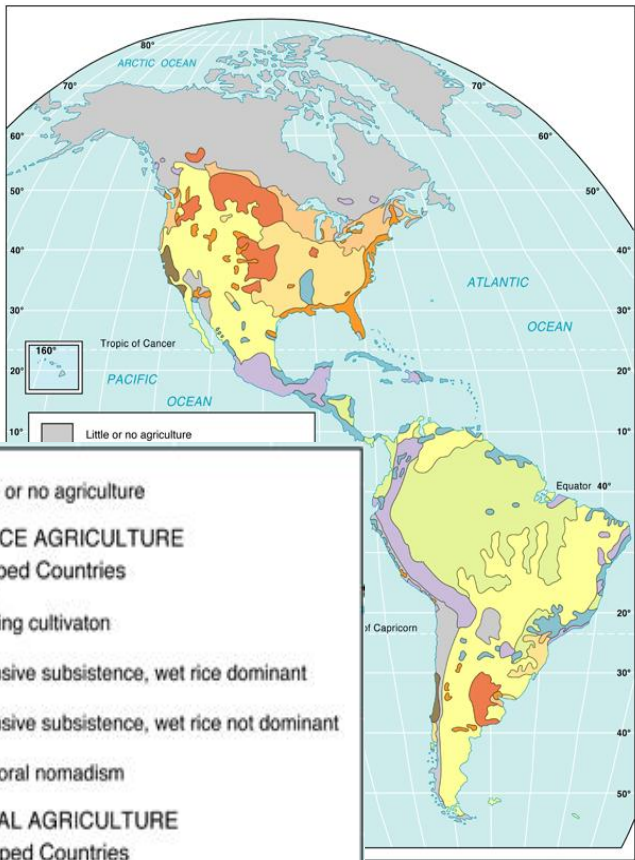 80°
ARCTIC OCEAN
70°
70°
60°
60°
50°
50°
40°
40°
ATLANTIC
30°
30°
OCEAN
Tropic of Cancer
160°
20°
20°
PACIFIC
OCEAN
10°
10°
Little or no agriculture
Equator 40°
or no agriculture
CE AGRICULTURE
ped Countries
ing cultivaton
20°
of Capricorn
sive subsistence, wet rice dominant
30°
sive subsistence, wet rice not dominant
40°
oral nomadism
50°
AL AGRICULTURE
ped Countries